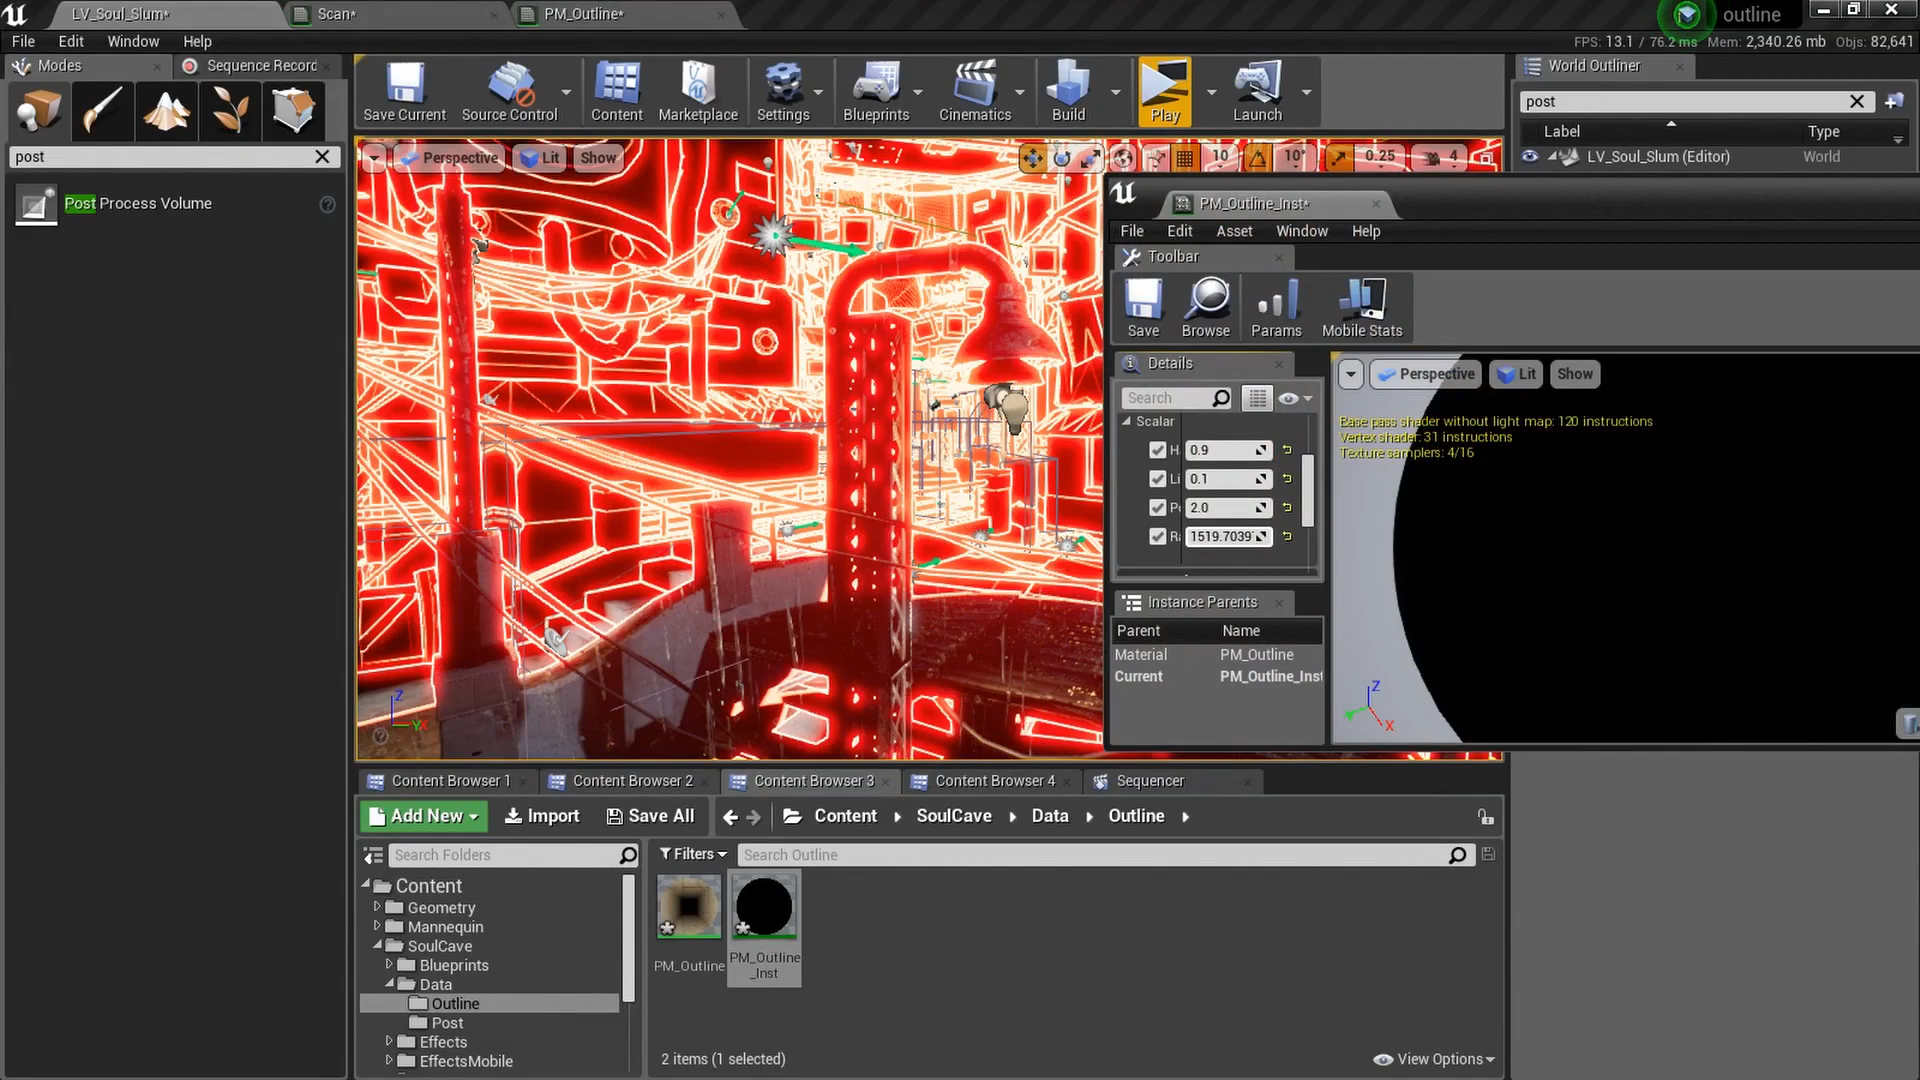 LV_Soul_Slum*
Scan*
PM_Outline*
outline
File Edit Window Help
FPS: 13.1 / 76.2 ms Mem: 2,340.26 mb Objs: 82,641
Modes
Sequence Record
World Outliner
Save Current
Source Control
Content
Marketplace
Settings
Blueprints
Cinematics
Build
Play
Launch
post
Label
Type
LV_Soul_Slum (Editor)
World
post
Post Process Volume
Perspective
Lit
Show
10
10°
0.25
4
PM_Outline_Inst*
File Edit Asset Window Help
Toolbar
Save
Browse
Params
Mobile Stats
Details
Search
Perspective
Lit
Show
Scalar
H 0.9
Li 0.1
P 2.0
R 1519.7039
Base pass shader without light map: 120 instructions
Vertex shader: 31 instructions
Texture samplers: 4/16
Instance Parents
Parent Name
Material PM_Outline
Current PM_Outline_Inst
Z
X
Z
Y
X
Content Browser 1
Content Browser 2
Content Browser 3
Content Browser 4
Sequencer
Add New
Import
Save All
Content
SoulCave
Data
Outline
Search Folders
Filters
Search Outline
Content
Geometry
Mannequin
SoulCave
Blueprints
Data
Outline
Post
Effects
EffectsMobile
PM_Outline
PM_Outline
_Inst
2 items (1 selected)
View Options